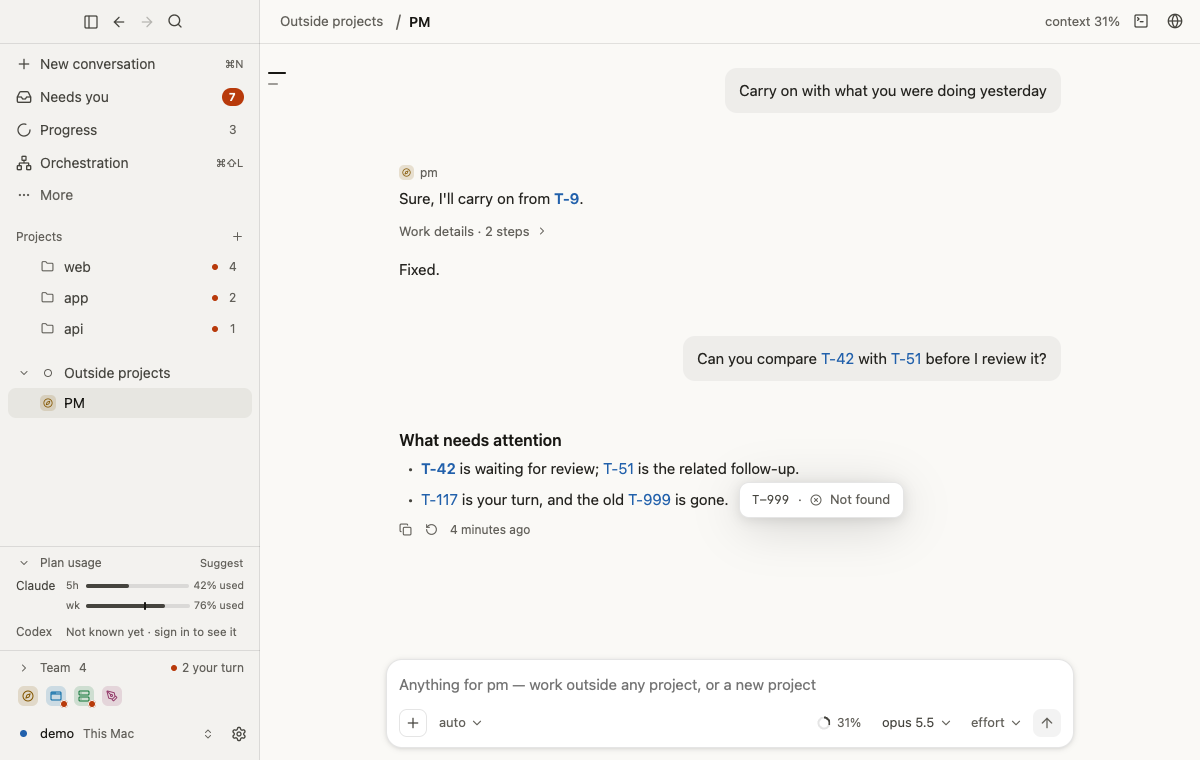 Outside projects / PM
context 31%
New conversation ⌘N
Needs you 7
Progress 3
Orchestration ⌘⇧L
More
Projects
web 4
app 2
api 1
Outside projects
PM
Plan usage Suggest
Claude 5h 42% used
wk 76% used
Codex Not known yet · sign in to see it
Team 4 2 your turn
demo This Mac
Carry on with what you were doing yesterday
pm
Sure, I'll carry on from T-9.
Work details · 2 steps
Fixed.
Can you compare T-42 with T-51 before I review it?
What needs attention
• T-42 is waiting for review; T-51 is the related follow-up.
• T-117 is your turn, and the old T-999 is gone.
T-999 · Not found
4 minutes ago
Anything for pm — work outside any project, or a new project
auto 31% opus 5.5 effort